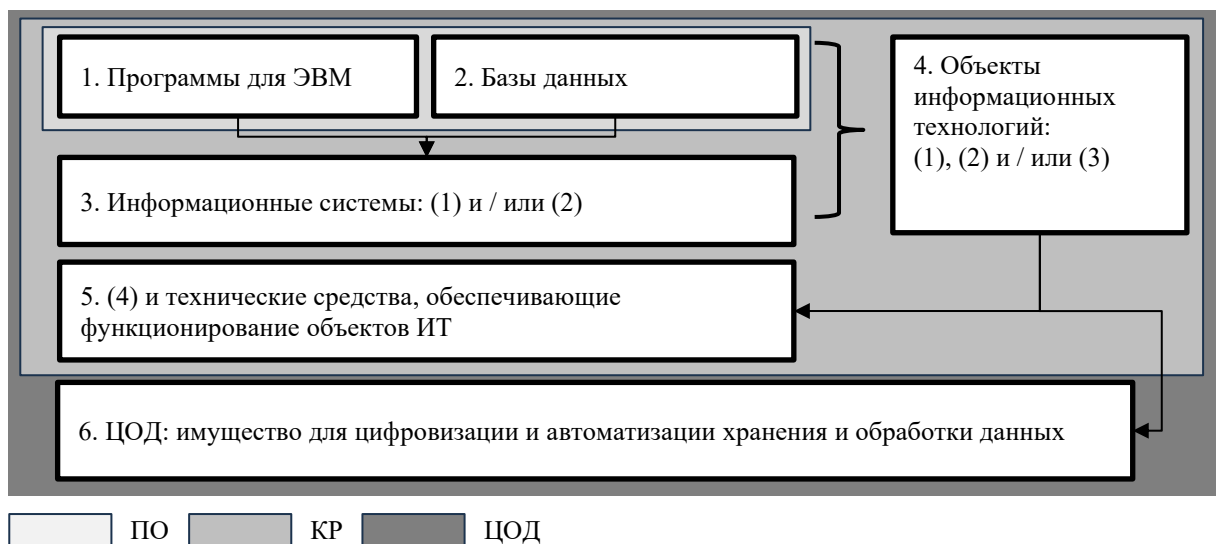 1. Программы для ЭВМ
2. Базы данных
3. Информационные системы: (1) и / или (2)
4. Объекты
информационных
технологий:
(1), (2) и / или (3)
5. (4) и технические средства, обеспечивающие
функционирование объектов ИТ
6. ЦОД: имущество для цифровизации и автоматизации хранения и обработки данных
ПО
КР
ЦОД